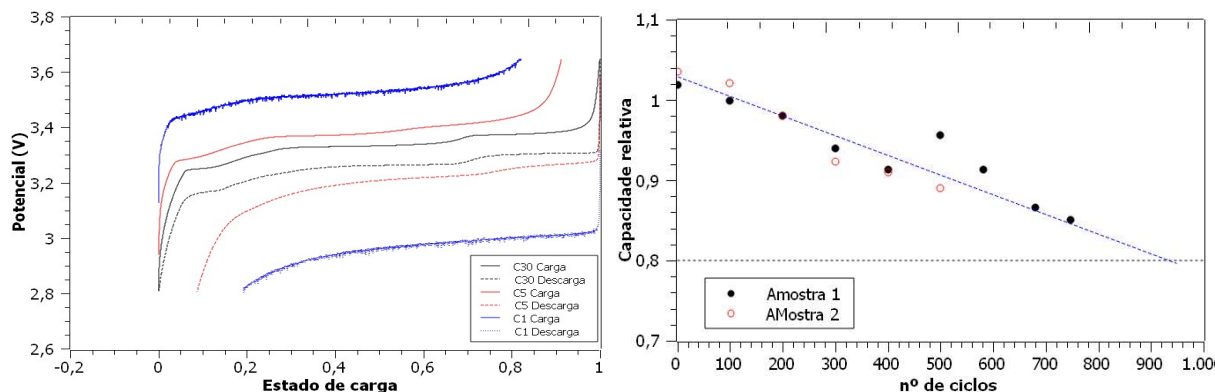 3,8
3,6
3,4
3,2
3
2,8
2,6
Potencial (V)
-0,2
0
0,2
0,4
0,6
0,8
1
Estado de carga
C30 Carga
C30 Descarga
C5 Carga
C5 Descarga
C1 Carga
C1 Descarga
1,1
1
0,9
0,8
0,7
Capacidade relativa
0
100
200
300
400
500
600
700
800
900
1.000
nº de ciclos
Amostra 1
AMostra 2